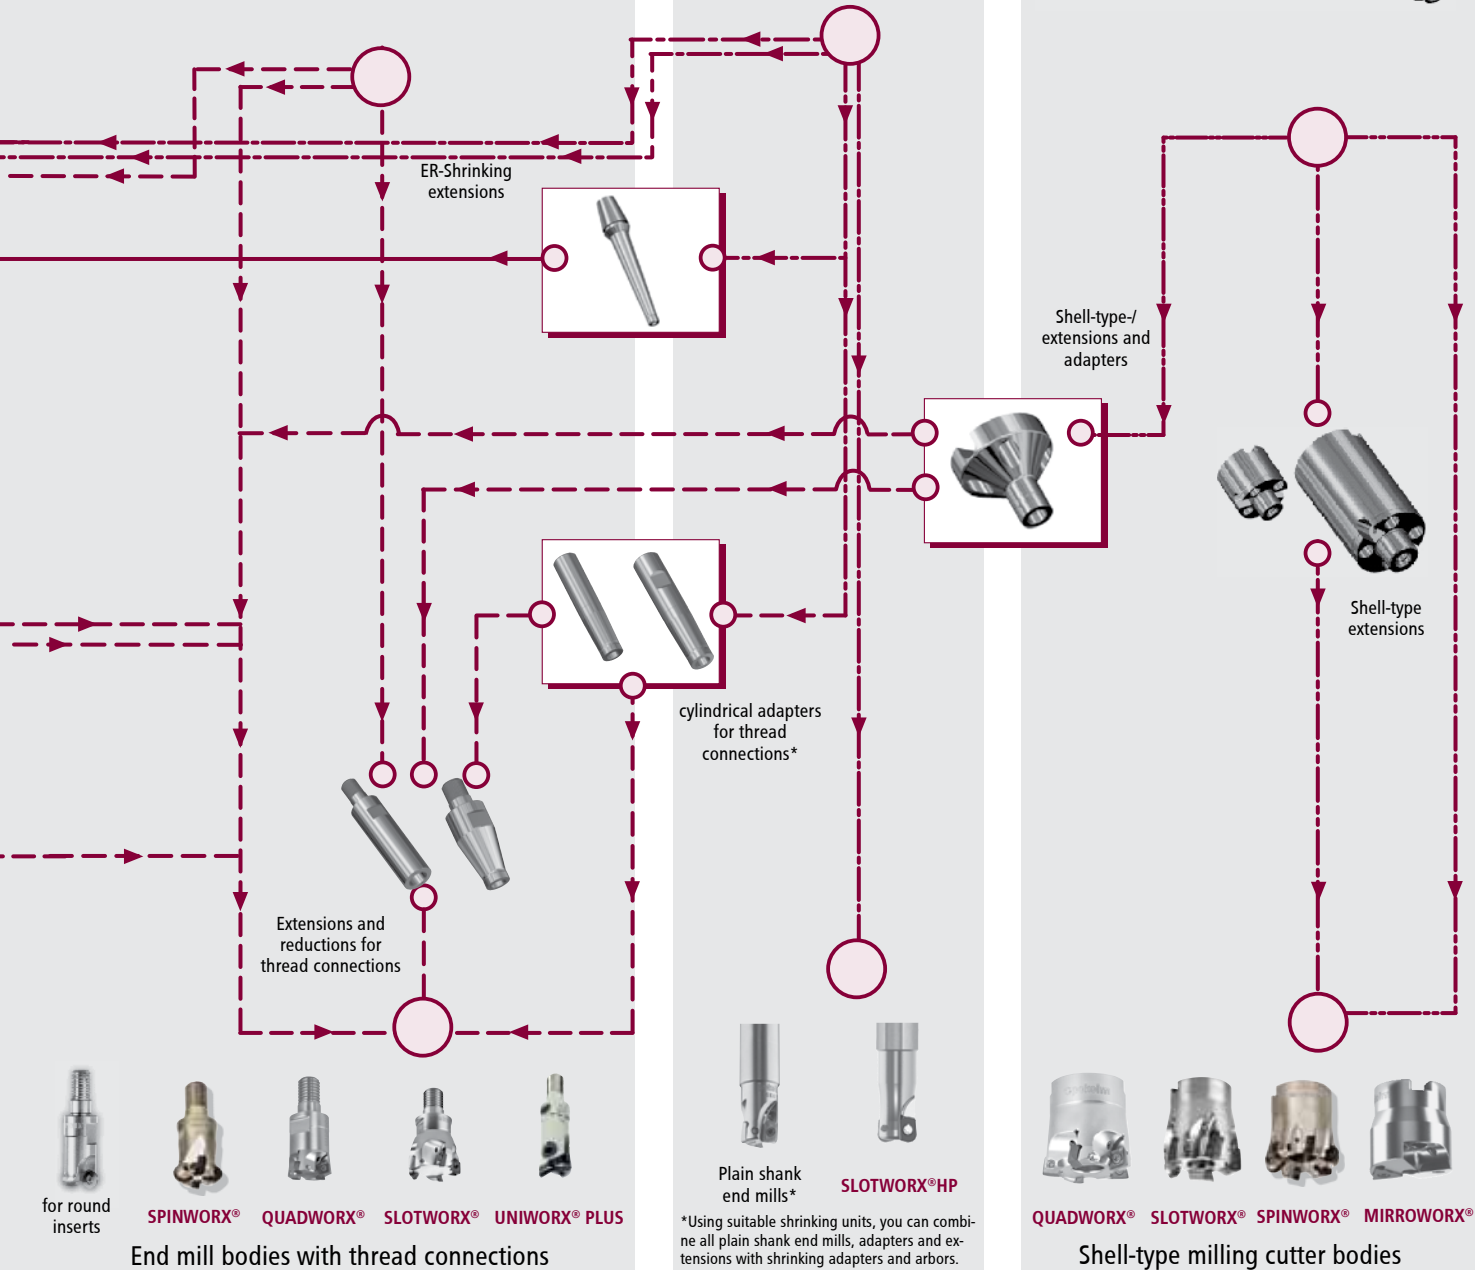 ER-Shrinking
extensions
Shell-type-/
extensions and
adapters
Shell-type
extensions
cylindrical adapters
for thread
connections*
Extensions and
reductions for
thread connections
for round
inserts
SPINWORX®
QUADWORX®
SLOTWORX®
UNIWORX® PLUS
End mill bodies with thread connections
Plain shank
end mills*
SLOTWORX®HP
*Using suitable shrinking units, you can combi-
ne all plain shank end mills, adapters and ex-
tensions with shrinking adapters and arbors.
QUADWORX®
SLOTWORX®
SPINWORX®
MIRROWORX®
Shell-type milling cutter bodies